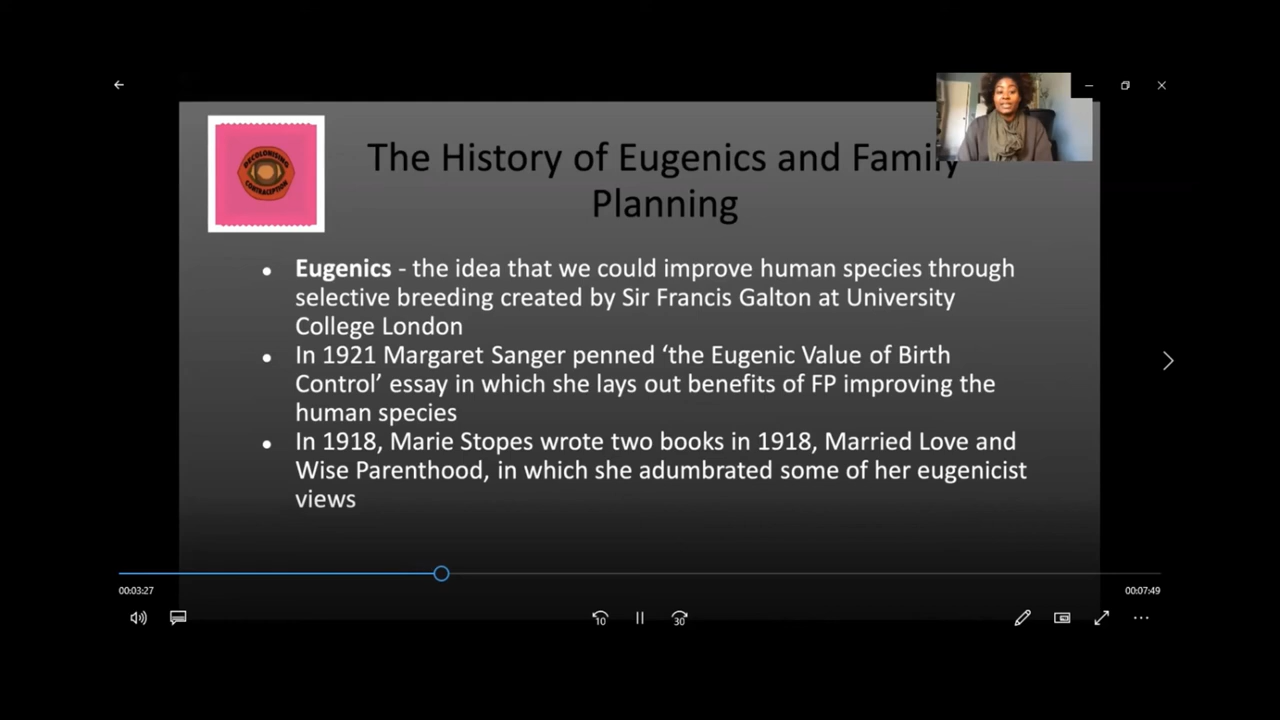 DECOLONISING
CONTRACEPTION
The History of Eugenics and Family
Planning
• Eugenics - the idea that we could improve human species through
selective breeding created by Sir Francis Galton at University
College London
• In 1921 Margaret Sanger penned ‘the Eugenic Value of Birth
Control’ essay in which she lays out benefits of FP improving the
human species
• In 1918, Marie Stopes wrote two books in 1918, Married Love and
Wise Parenthood, in which she adumbrated some of her eugenicist
views
00:03:27
00:07:49
10
30